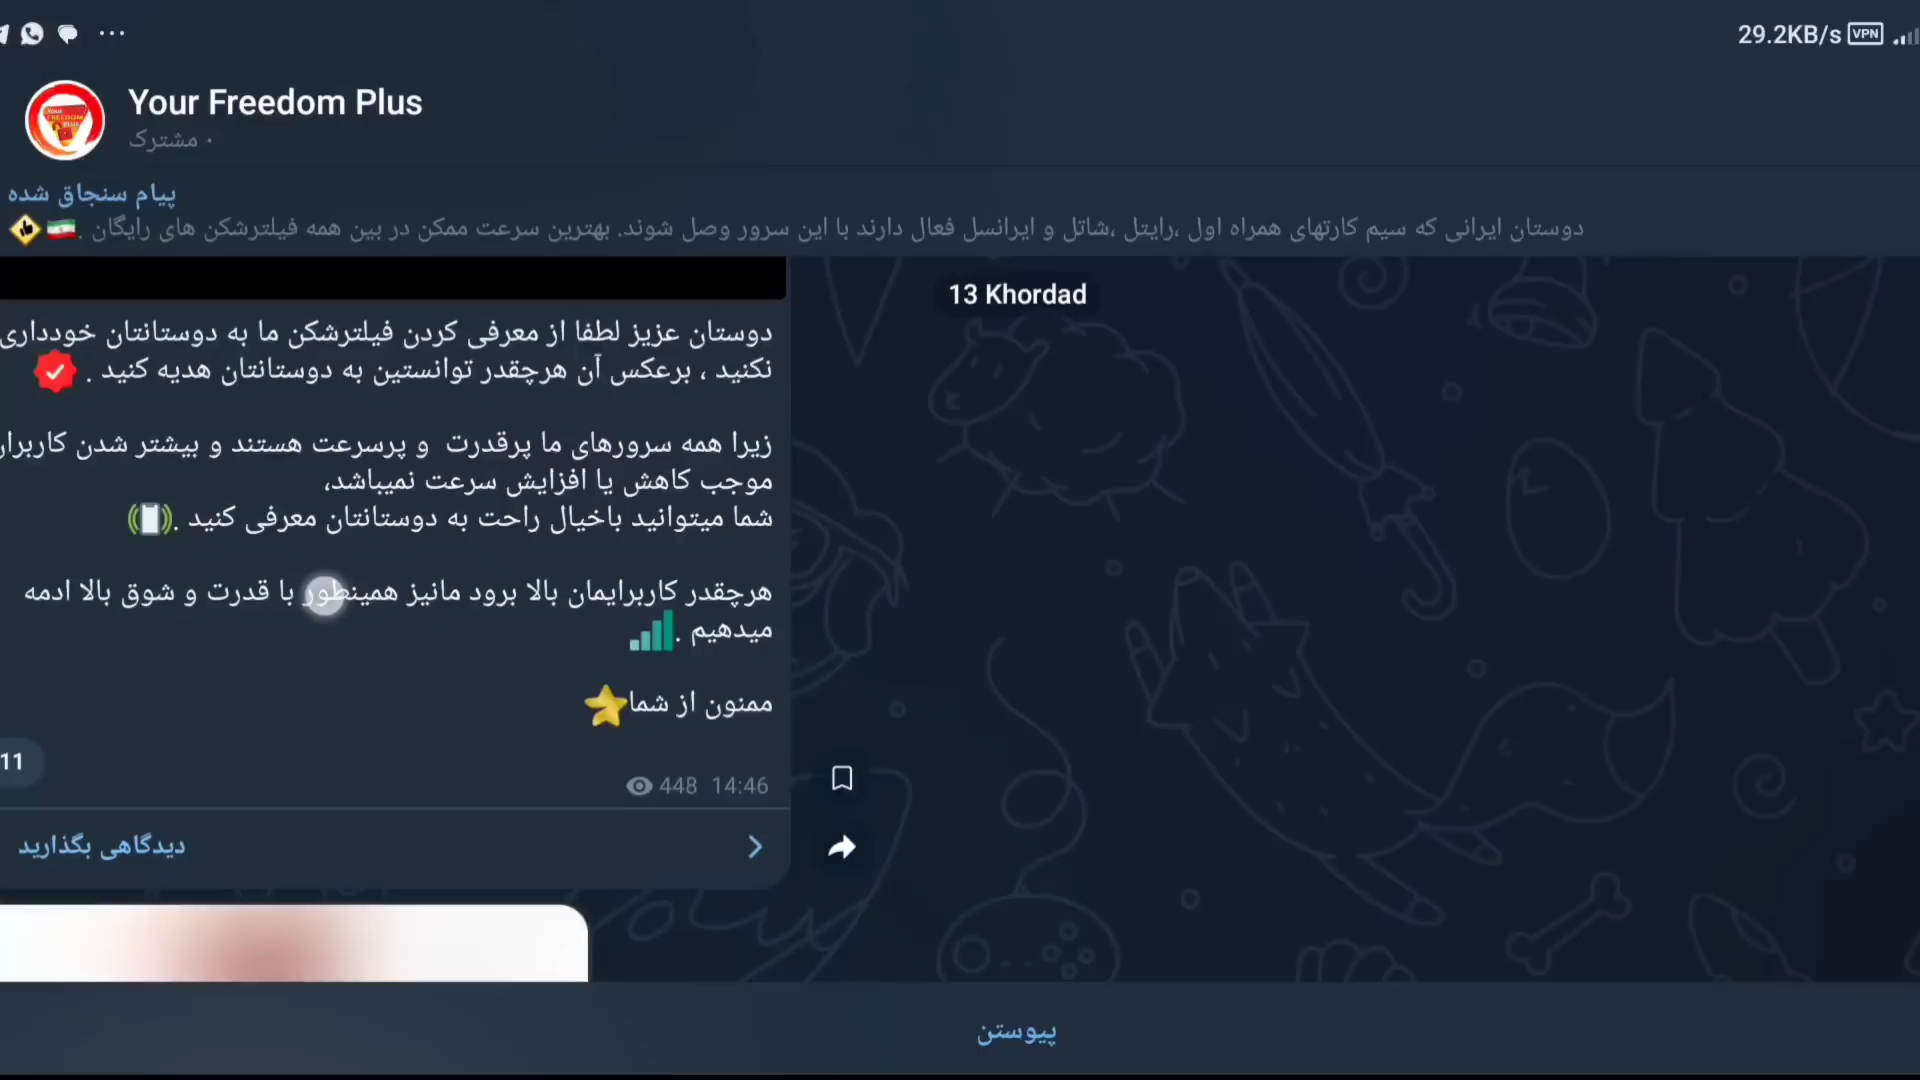 29.2KB/s VPN
Your Freedom Plus
مشترک ·
پیام سنجاق شده
دوستان ایرانی که سیم کارتهای همراه اول ،رایتل ،شاتل و ایرانسل فعال دارند با این سرور وصل شوند. بهترین سرعت ممکن در بین همه فیلترشکن های رایگان .🇮🇷
13 Khordad
دوستان عزیز لطفا از معرفی کردن فیلترشکن ما به دوستانتان خودداری
نکنید ، برعکس آن هرچقدر توانستین به دوستانتان هدیه کنید .
زیرا همه سرورهای ما پرقدرت و پرسرعت هستند و بیشتر شدن
موجب کاهش یا افزایش سرعت نمیباشد،
شما میتوانید باخیال راحت به دوستانتان معرفی کنید .
هرچقدر کاربرایمان بالا برود مانیز همینطور با قدرت و شوق بالا ادمه
میدهیم .
ممنون از شما⭐
11
448 14:46
دیدگاهی بگذارید
پیوستن